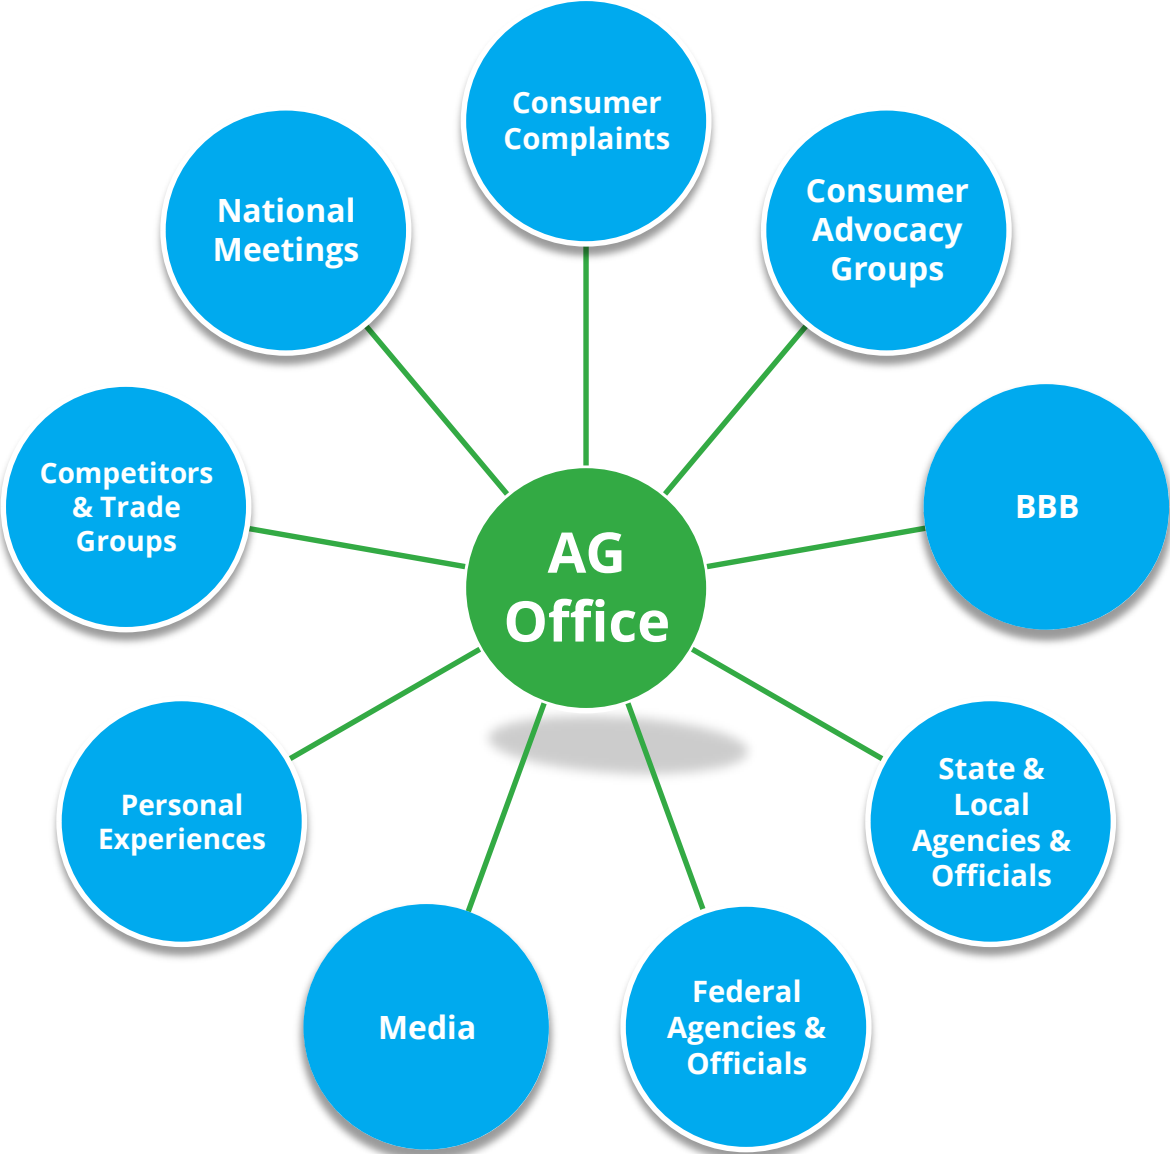 Consumer
Complaints
Consumer
Advocacy
Groups
BBB
State &
Local
Agencies &
Officials
Federal
Agencies &
Officials
Media
Personal
Experiences
Competitors
& Trade
Groups
National
Meetings
AG
Office